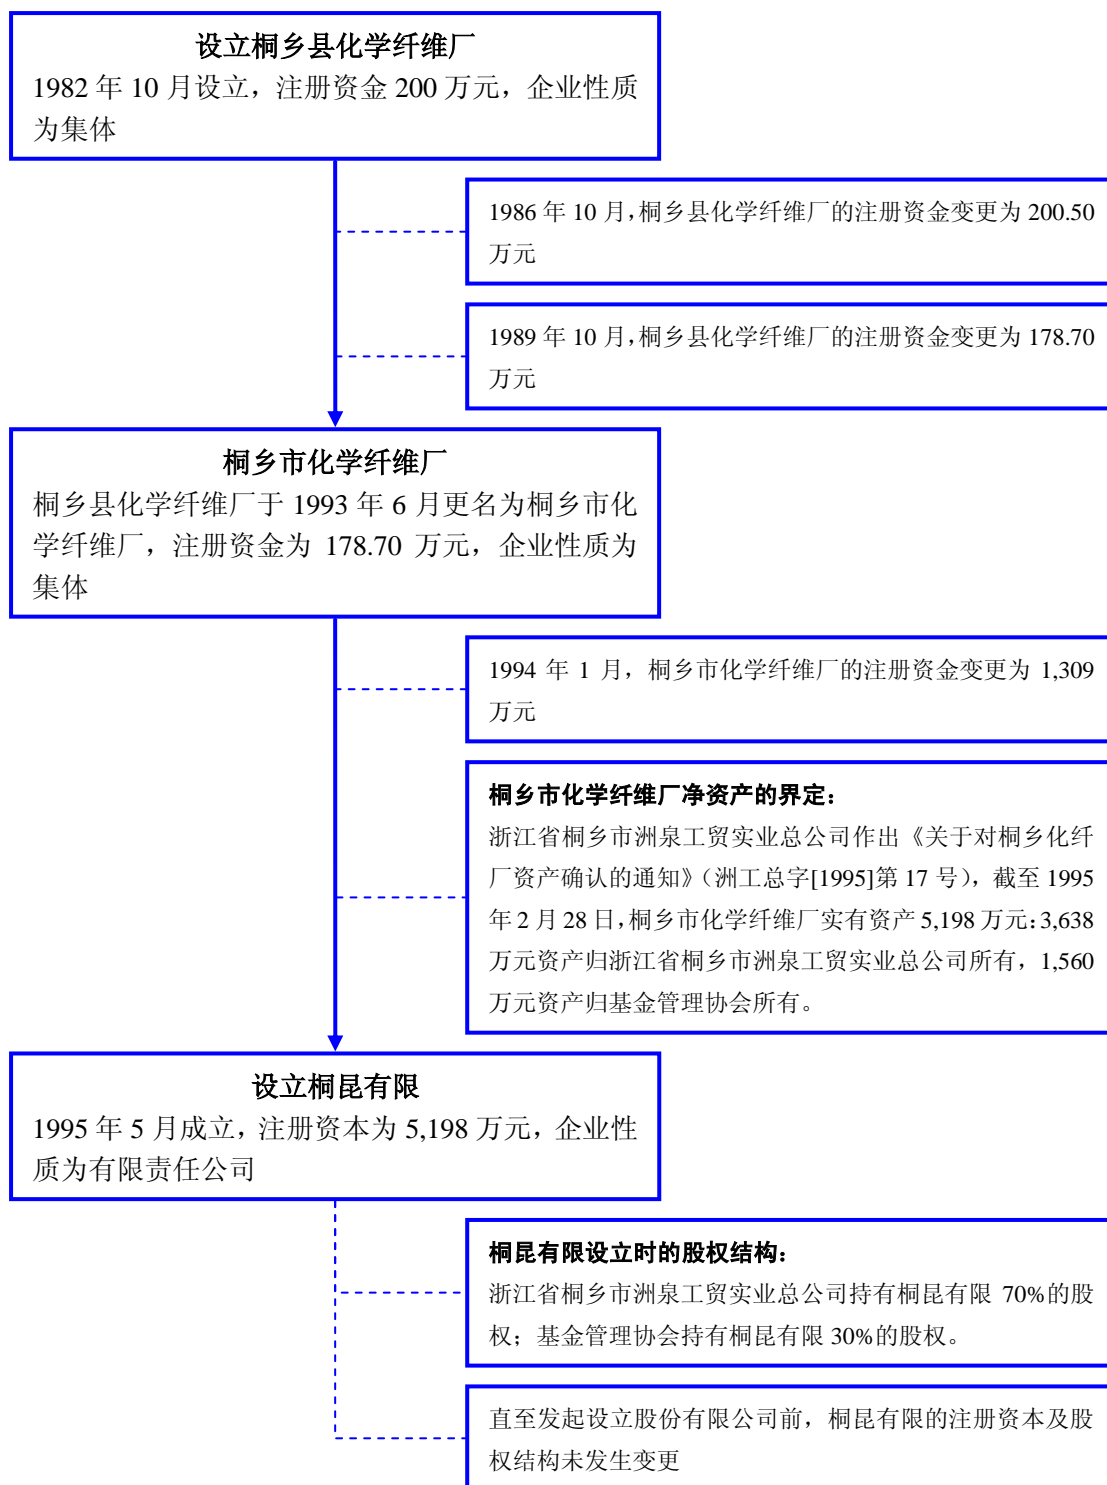 设立桐乡县化学纤维厂
1982 年 10 月设立，注册资金 200 万元，企业性质
为集体
1986 年 10 月，桐乡县化学纤维厂的注册资金变更为 200.50
万元
1989 年 10 月，桐乡县化学纤维厂的注册资金变更为 178.70
万元
桐乡市化学纤维厂
桐乡县化学纤维厂于 1993 年 6 月更名为桐乡市化
学纤维厂，注册资金为 178.70 万元，企业性质为
集体
1994 年 1 月，桐乡市化学纤维厂的注册资金变更为 1,309
万元
桐乡市化学纤维厂净资产的界定：
浙江省桐乡市洲泉工贸实业总公司作出《关于对桐乡化纤
厂资产确认的通知》（洲工总字[1995]第 17 号），截至 1995
年 2 月 28 日，桐乡市化学纤维厂实有资产 5,198 万元：3,638
万元资产归浙江省桐乡市洲泉工贸实业总公司所有，1,560
万元资产归基金管理协会所有。
设立桐昆有限
1995 年 5 月成立，注册资本为 5,198 万元，企业性
质为有限责任公司
桐昆有限设立时的股权结构：
浙江省桐乡市洲泉工贸实业总公司持有桐昆有限 70%的股
权；基金管理协会持有桐昆有限 30%的股权。
直至发起设立股份有限公司前，桐昆有限的注册资本及股
权结构未发生变更